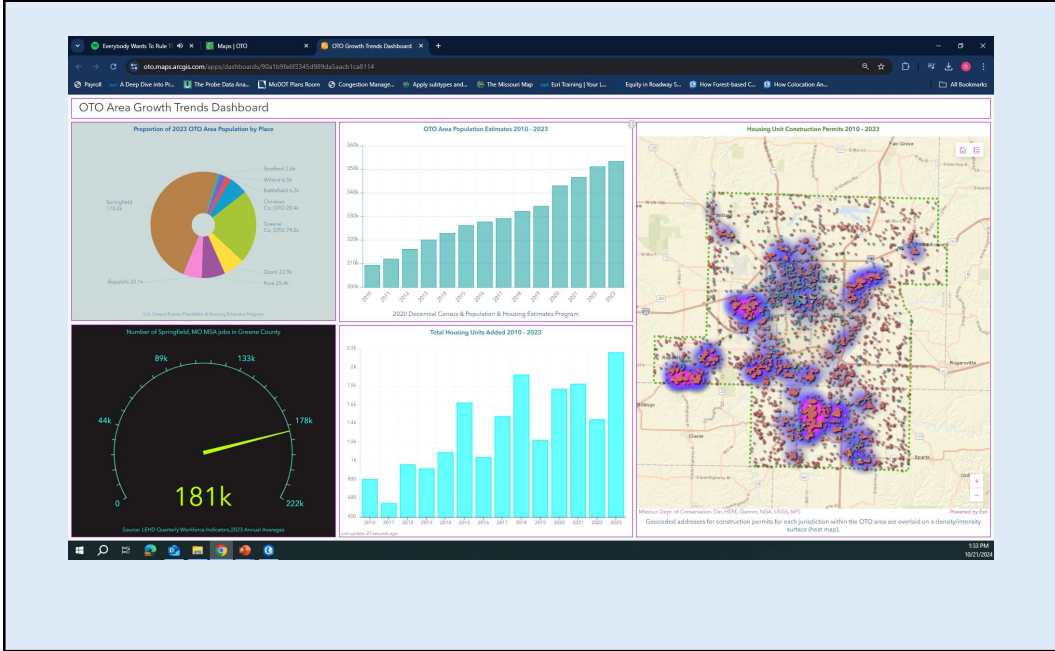 Everybody Wants To Rule Th
Maps | OTO
OTO Growth Trends Dashboard
oto.maps.arcgis.com/apps/dashboards/90a1b9fe6f3345d989da5aacb1ca8114
Payroll
A Deep Dive into Pr...
The Probe Data Ana...
MoDOT Plans Room
Congestion Manage...
Apply subtypes and...
The Missouri Map
Esri Training | Your L...
Equity in Roadway S...
How Forest-based C...
How Colocation An...
All Bookmarks
OTO Area Growth Trends Dashboard
Proportion of 2023 OTO Area Population by Place
Strafford 2.6k
Willard 6.5k
Battlefield 6.2k
Christian
Co_OTO 20.4k
Springfield
170.2k
Greene
Co_OTO 79.2k
Ozark 22.9k
Nixa 25.4k
Republic 20.1k
U.S. Census Bureau Population & Housing Estimates Program
OTO Area Population Estimates 2010 - 2023
360k
350k
340k
330k
320k
310k
300k
2010 2011 2012 2013 2014 2015 2016 2017 2018 2019 2020 2021 2022 2023
2020 Decennial Census & Population & Housing Estimates Program
Housing Unit Construction Permits 2010 - 2023
Fair Grove
Willard
Rogersville
Billings
Clever
Sparta
Missouri Dept. of Conservation, Esri, HERE, Garmin, NGA, USGS, NPS
Powered by Esri
Geocoded addresses for construction permits for each jurisdiction within the OTO area are overlaid on a density/intensity
surface (heat map).
Number of Springfield, MO MSA jobs in Greene County
89k
133k
44k
178k
0
222k
181k
Source: LEHD Quarterly Workforce Indicators,2023 Annual Averages
Total Housing Units Added 2010 - 2023
2.2k
2k
1.8k
1.6k
1.4k
1.2k
1k
800
600
400
2010 2011 2012 2013 2014 2015 2016 2017 2018 2019 2020 2021 2022 2023
Last update: 27 seconds ago
1:33 PM
10/21/2024